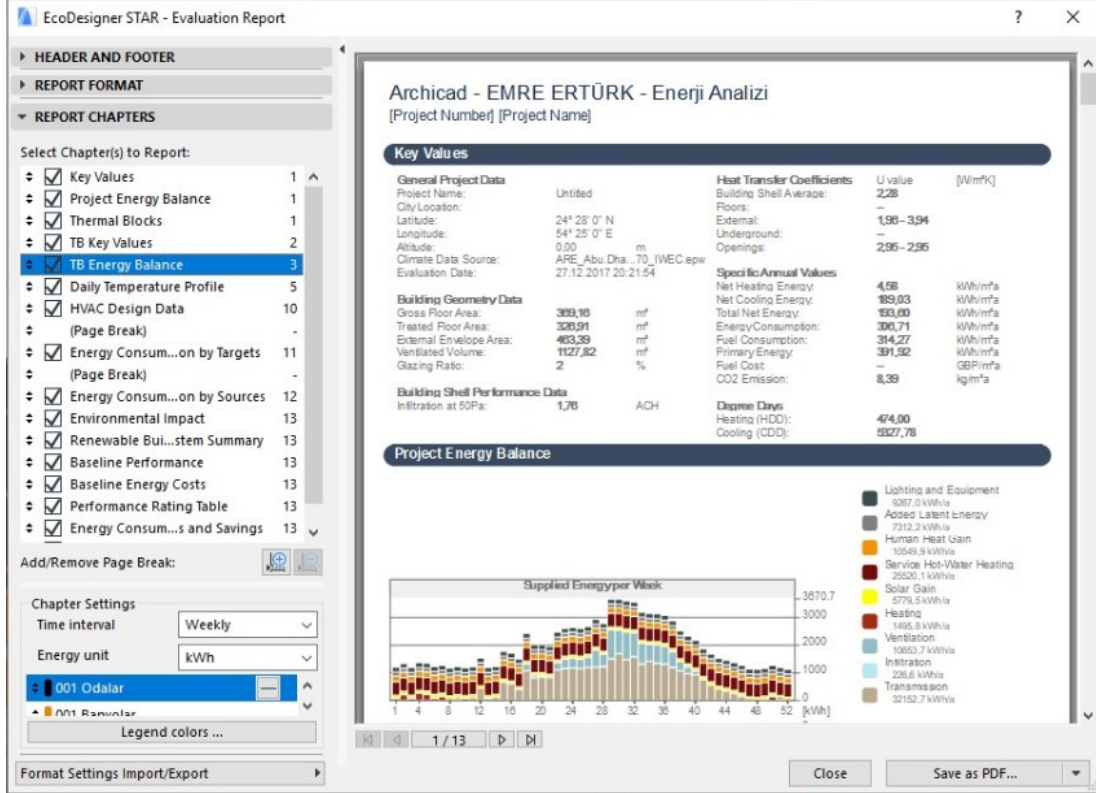 EcoDesigner STAR - Evaluation Report
HEADER AND FOOTER
REPORT FORMAT
REPORT CHAPTERS
Select Chapter(s) to Report:
Key Values 1
Project Energy Balance 1
Thermal Blocks 1
TB Key Values 2
TB Energy Balance 3
Daily Temperature Profile 5
HVAC Design Data 10
(Page Break) -
Energy Consum...on by Targets 11
(Page Break) -
Energy Consum...on by Sources 12
Environmental Impact 13
Renewable Bui...stem Summary 13
Baseline Performance 13
Baseline Energy Costs 13
Performance Rating Table 13
Energy Consum...s and Savings 13
Add/Remove Page Break:
Chapter Settings
Time interval Weekly
Energy unit kWh
001 Odalar
001 Banyolar
Legend colors ...
Format Settings Import/Export
Archicad - EMRE ERTÜRK - Enerji Analizi
[Project Number] [Project Name]
Key Values
General Project Data
Project Name: Untitled
City Location:
Latitude: 24° 28' 0" N
Longitude: 54° 25' 0" E
Altitude: 0,00 m
Climate Data Source: ARE_Abu.Dha...70_IWEC.epw
Evaluation Date: 27.12.2017 20:21:54
Building Geometry Data
Gross Floor Area: 369,16 m²
Treated Floor Area: 326,91 m²
External Envelope Area: 463,39 m²
Ventilated Volume: 1127,82 m³
Glazing Ratio: 2 %
Building Shell Performance Data
Infiltration at 50Pa: 1,76 ACH
Heat Transfer Coefficients U value [W/m²K]
Building Shell Average: 2,28
Floors: --
External: 1,96 - 3,94
Underground: --
Openings: 2,95 - 2,95
Specific Annual Values
Net Heating Energy: 4,58 kWh/m²a
Net Cooling Energy: 189,03 kWh/m²a
Total Net Energy: 193,60 kWh/m²a
Energy Consumption: 306,71 kWh/m²a
Fuel Consumption: 314,27 kWh/m²a
Primary Energy: 391,92 kWh/m²a
Fuel Cost: -- GBP/m²a
CO2 Emission: 8,39 kg/m²a
Degree Days
Heating (HDD): 474,00
Cooling (CDD): 5827,78
Project Energy Balance
Supplied Energy per Week
3670.7
3000
2000
1000
0
1 4 8 12 16 20 24 28 32 36 40 44 48 52 [kWh]
Lighting and Equipment
9267,0 kWh/a
Added Latent Energy
7312,2 kWh/a
Human Heat Gain
10549,9 kWh/a
Service Hot-Water Heating
25520,1 kWh/a
Solar Gain
5779,5 kWh/a
Heating
1495,6 kWh/a
Ventilation
10653,7 kWh/a
Infiltration
226,6 kWh/a
Transmission
32152,7 kWh/a
1 / 13
Close
Save as PDF...